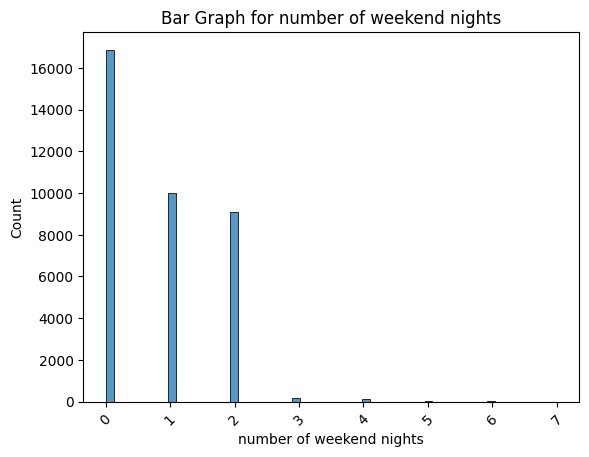 Bar Graph for number of weekend nights
16000
14000
12000
10000
8000
6000
4000
2000
0
Count
0 1 2 3 4 5 6 7
number of weekend nights